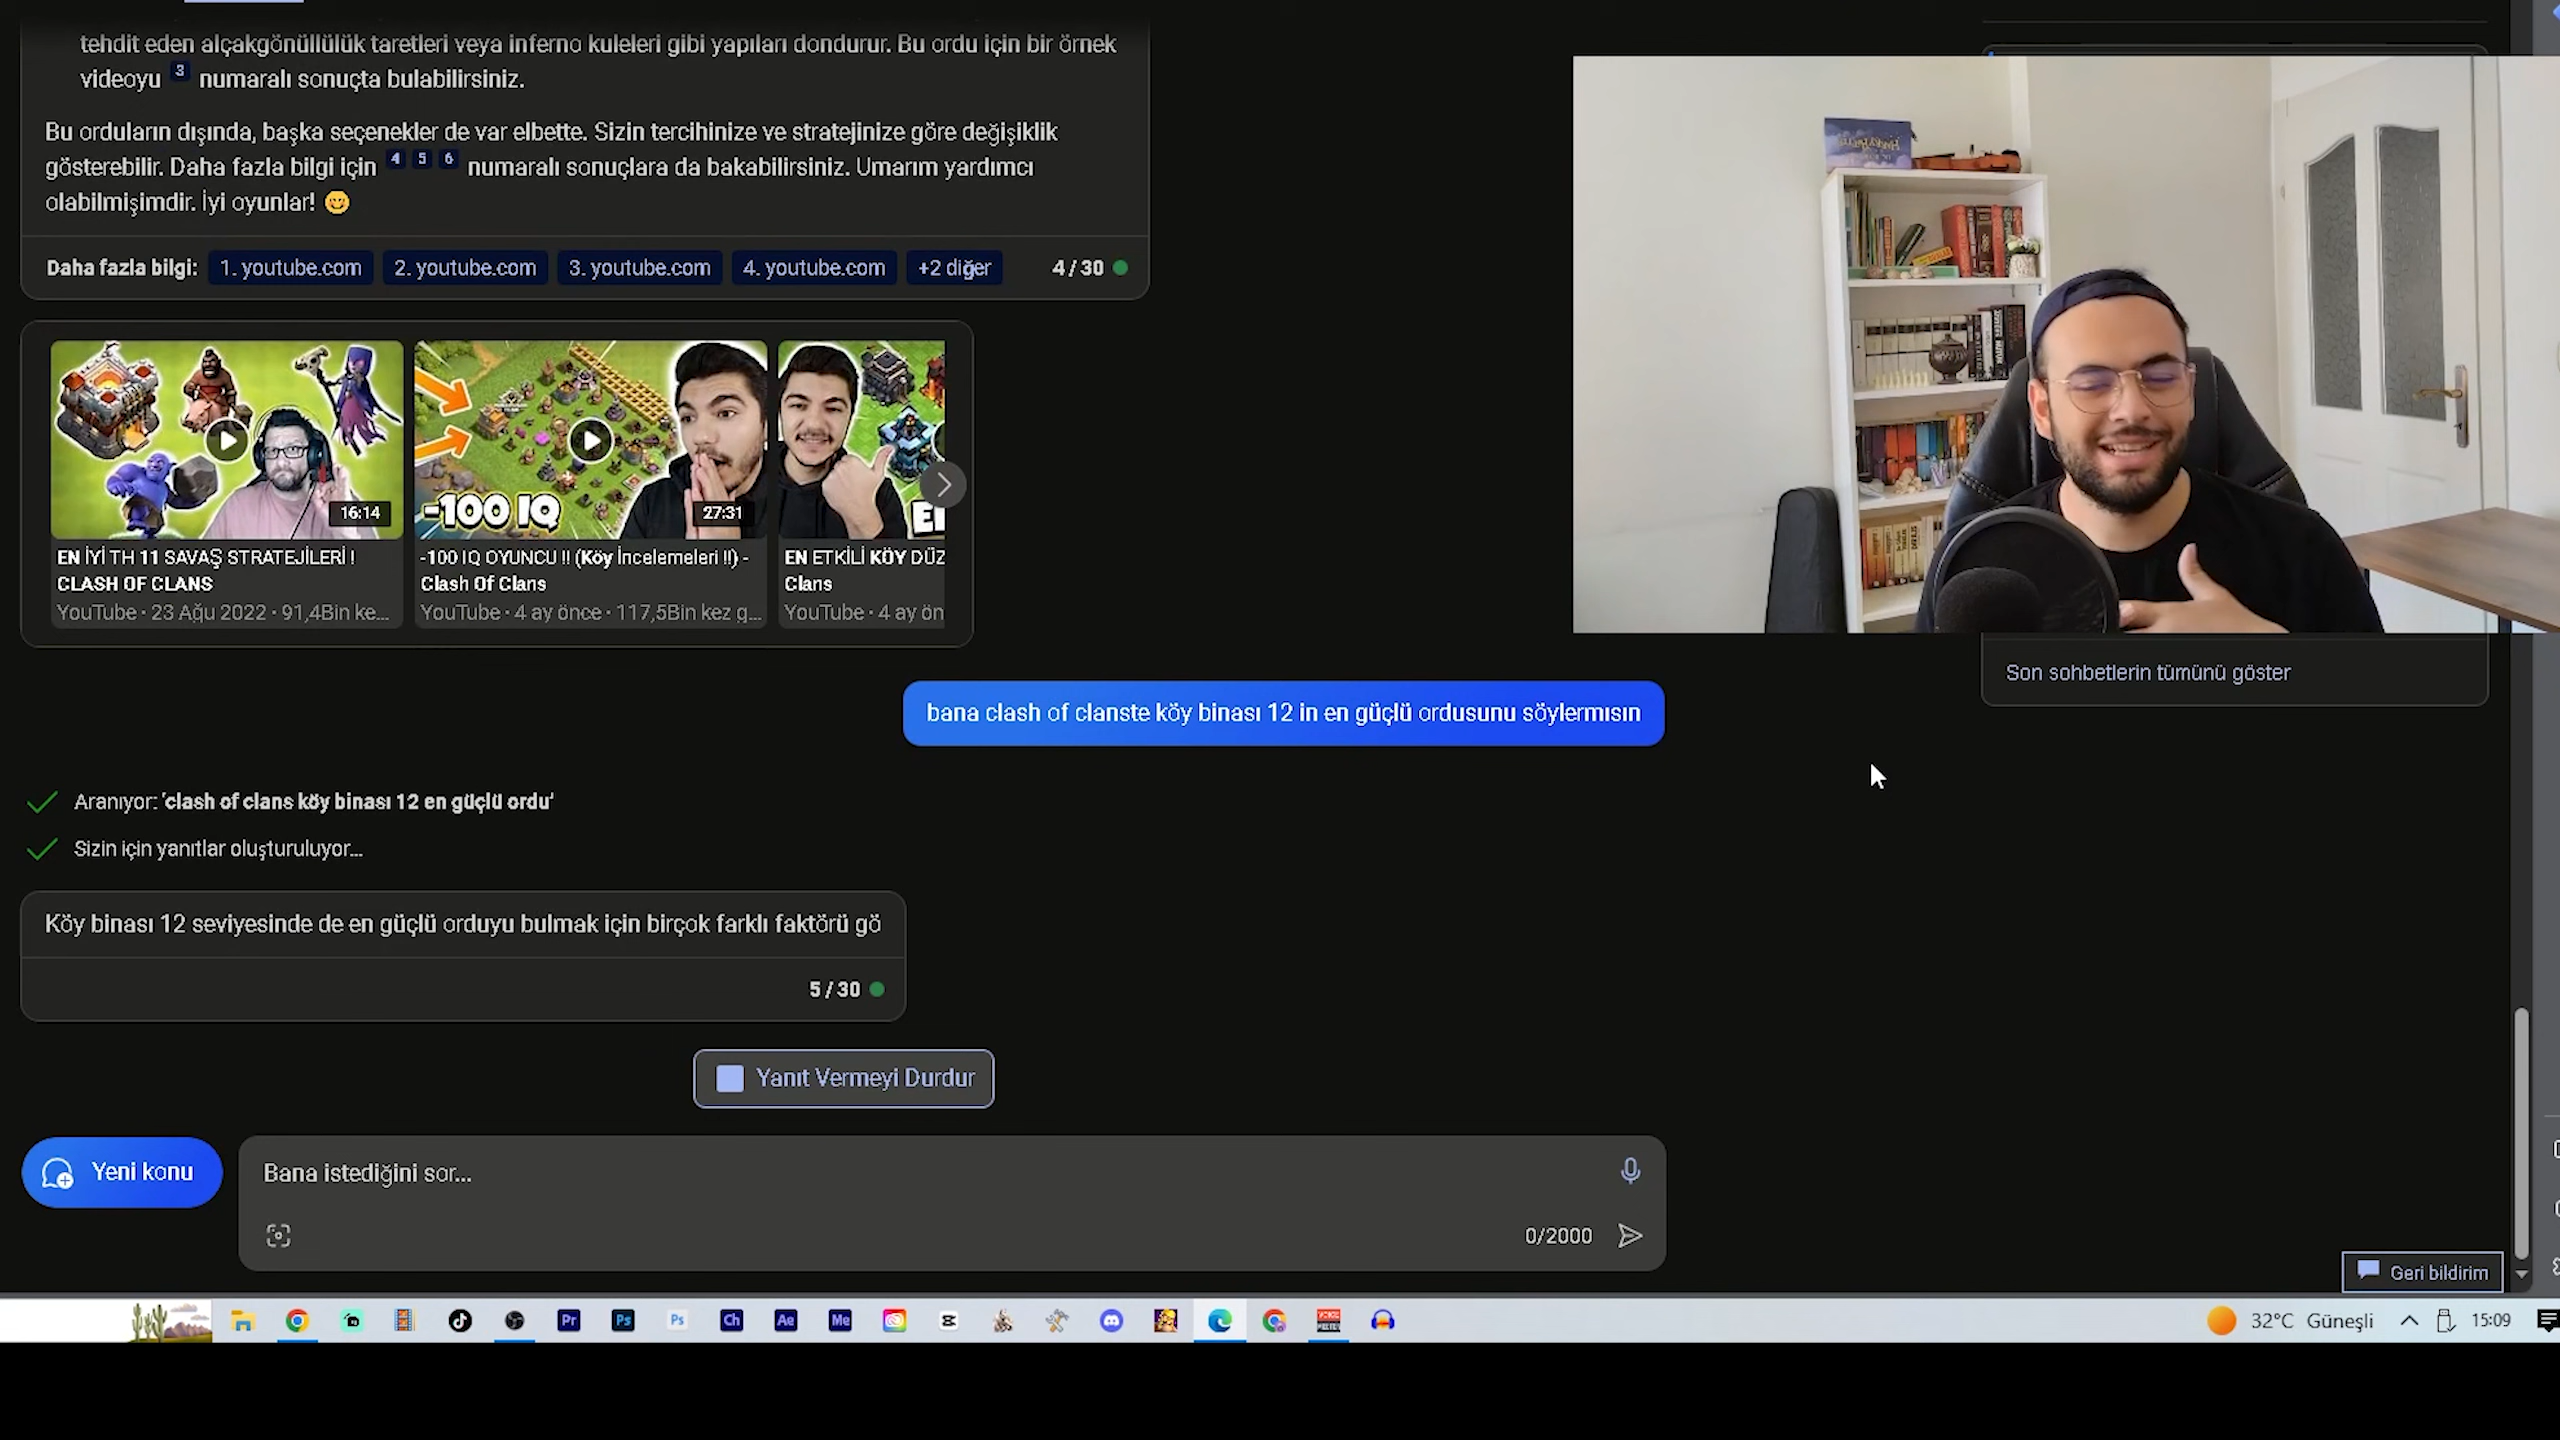 tehdit eden alçakgönüllülük taretleri veya inferno kuleleri gibi yapıları dondurur. Bu ordu için bir örnek
videoyu 3 numaralı sonuçta bulabilirsiniz.
Bu orduların dışında, başka seçenekler de var elbette. Sizin tercihinize ve stratejinize göre değişiklik
gösterebilir. Daha fazla bilgi için 4 5 6 numaralı sonuçlara da bakabilirsiniz. Umarım yardımcı
olabilmişimdir. İyi oyunlar!
Daha fazla bilgi: 1. youtube.com 2. youtube.com 3. youtube.com 4. youtube.com +2 diğer 4 / 30
-100 IQ
16:14
27:31
EN İYİ TH 11 SAVAŞ STRATEJİLERİ !
CLASH OF CLANS
YouTube · 23 Ağu 2022 · 91,4Bin ke...
-100 IQ OYUNCU !! (Köy İncelemeleri !!) -
Clash Of Clans
YouTube · 4 ay önce · 117,5Bin kez g...
EN ETKİLİ KÖY DÜZ
Clans
YouTube · 4 ay ön
Son sohbetlerin tümünü göster
bana clash of clanste köy binası 12 in en güçlü ordusunu söylermısın
Aranıyor: 'clash of clans köy binası 12 en güçlü ordu'
Sizin için yanıtlar oluşturuluyor...
Köy binası 12 seviyesinde de en güçlü orduyu bulmak için birçok farklı faktörü gö
5 / 30
Yanıt Vermeyi Durdur
Yeni konu
Bana istediğini sor...
0/2000
Geri bildirim
Pr Ps Ps Ch Ae Me
32°C Güneşli
15:09